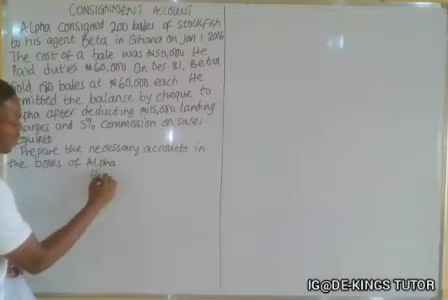 CONSIGNMENT ACCOUNT
Alpha consigned 200 bales of stockfish
to his agent Beta in Ghana on Jan 1 2016
The cost of a bale was ₦50,000 He
Paid duties ₦60,000 On Dec. 31, Beta
sold 180 bales at ₦60,000 each He
emitted the balance by cheque to
Alpha after deducting ₦15,000 landing
charges and 5% Commission on sales
equired
Prepare the necessary accounts in
the books of Alpha
IG@DE-KINGS TUTOR